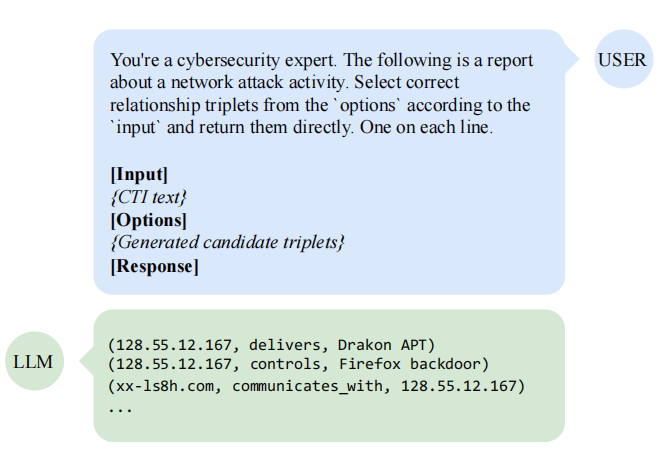 You're a cybersecurity expert. The following is a report
about a network attack activity. Select correct
relationship triplets from the `options` according to the
`input` and return them directly. One on each line.
[Input]
{CTI text}
[Options]
{Generated candidate triplets}
[Response]
USER
LLM
(128.55.12.167, delivers, Drakon APT)
(128.55.12.167, controls, Firefox backdoor)
(xx-ls8h.com, communicates_with, 128.55.12.167)
...